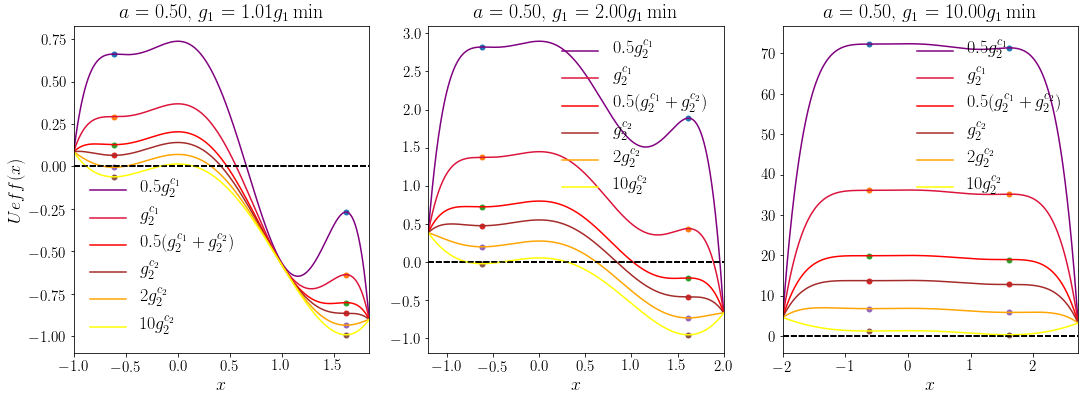 a = 0.50, g₁ = 1.01g₁ min
Ueff(x)
0.75
0.50
0.25
0.00
−0.25
−0.50
−0.75
−1.00
0.5g₂^c₁
g₂^c₁
0.5(g₂^c₁ + g₂^c₂)
g₂^c₂
2g₂^c₂
10g₂^c₂
−1.0 −0.5 0.0 0.5 1.0 1.5
x
a = 0.50, g₁ = 2.00g₁ min
3.0
2.5
2.0
1.5
1.0
0.5
0.0
−0.5
−1.0
0.5g₂^c₁
g₂^c₁
0.5(g₂^c₁ + g₂^c₂)
g₂^c₂
2g₂^c₂
10g₂^c₂
−1.0 −0.5 0.0 0.5 1.0 1.5 2.0
x
a = 0.50, g₁ = 10.00g₁ min
70
60
50
40
30
20
10
0
0.5g₂^c₁
g₂^c₁
0.5(g₂^c₁ + g₂^c₂)
g₂^c₂
2g₂^c₂
10g₂^c₂
−2 −1 0 1 2
x